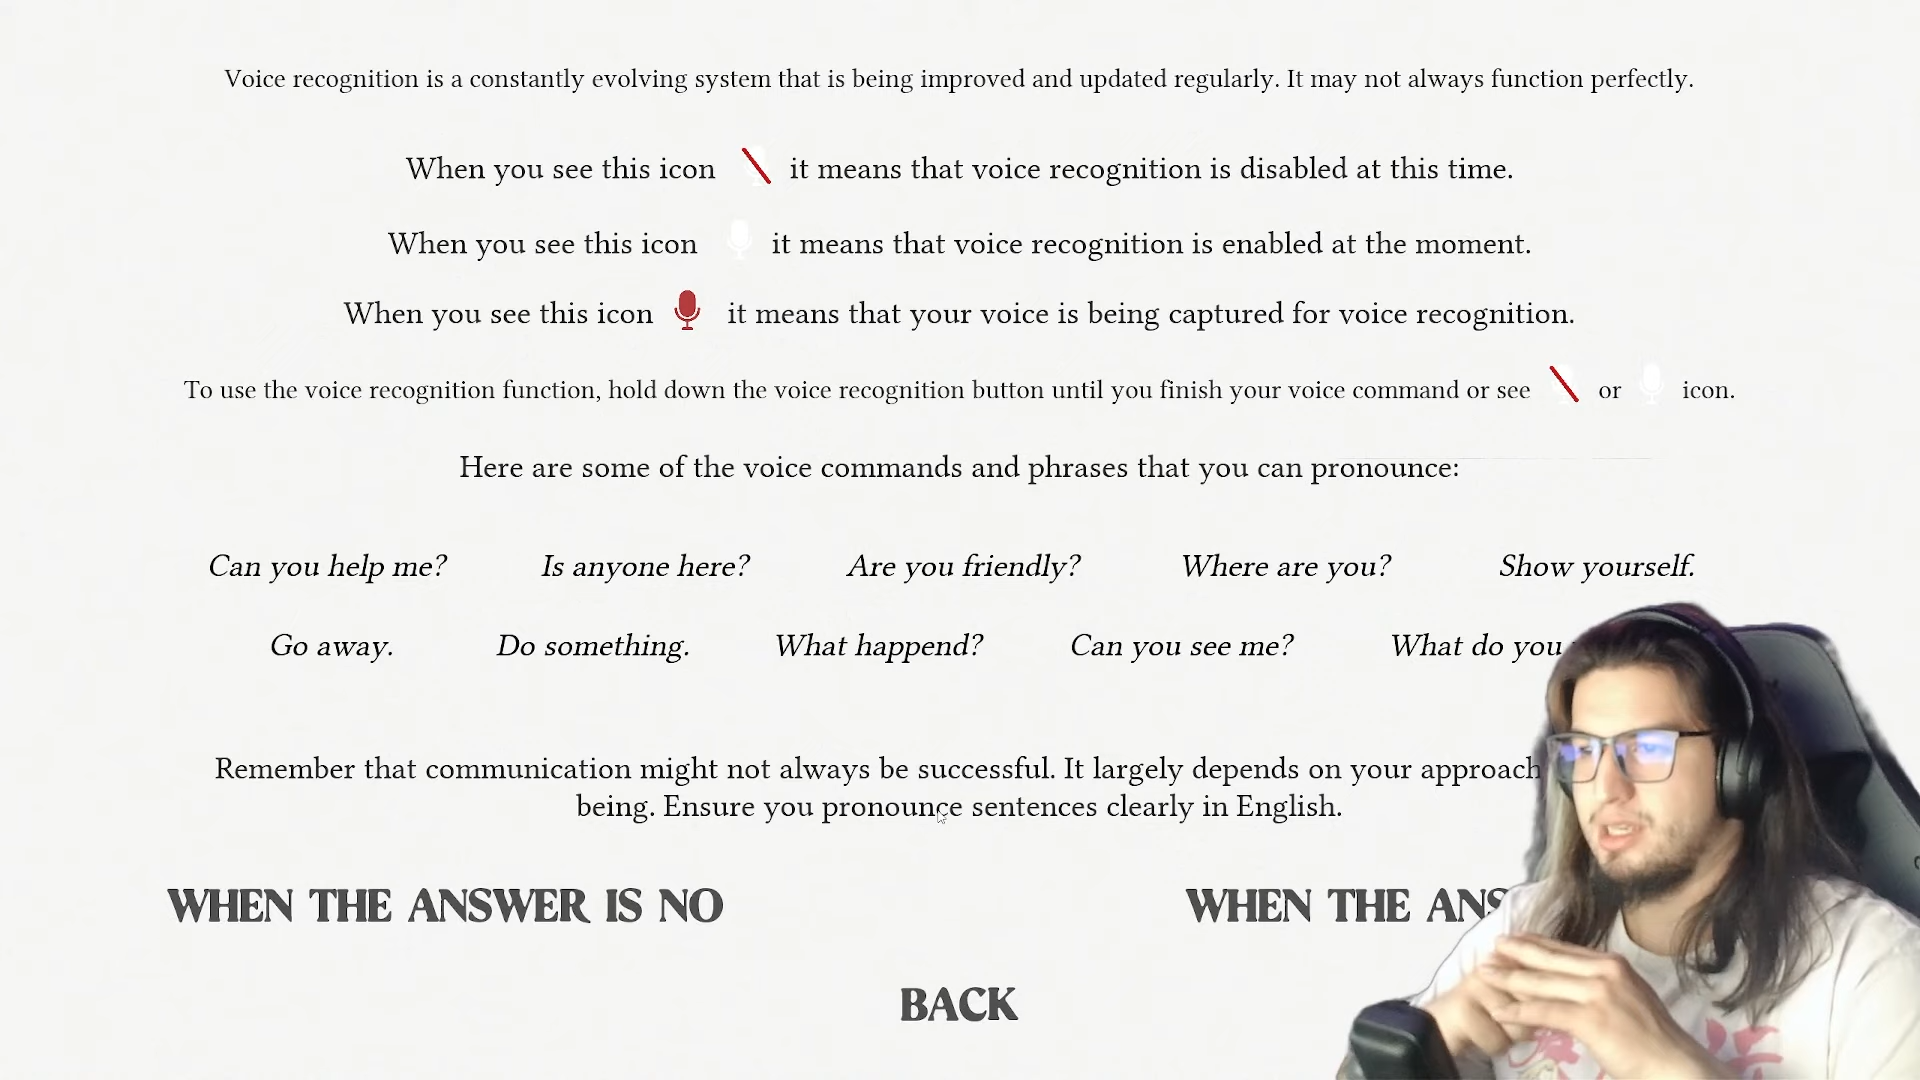 Voice recognition is a constantly evolving system that is being improved and updated regularly. It may not always function perfectly.
When you see this icon it means that voice recognition is disabled at this time.
When you see this icon it means that voice recognition is enabled at the moment.
When you see this icon it means that your voice is being captured for voice recognition.
To use the voice recognition function, hold down the voice recognition button until you finish your voice command or see or icon.
Here are some of the voice commands and phrases that you can pronounce:
Can you help me? Is anyone here? Are you friendly? Where are you? Show yourself.
Go away. Do something. What happend? Can you see me? What do you
Remember that communication might not always be successful. It largely depends on your approach
being. Ensure you pronounce sentences clearly in English.
WHEN THE ANSWER IS NO WHEN THE
BACK